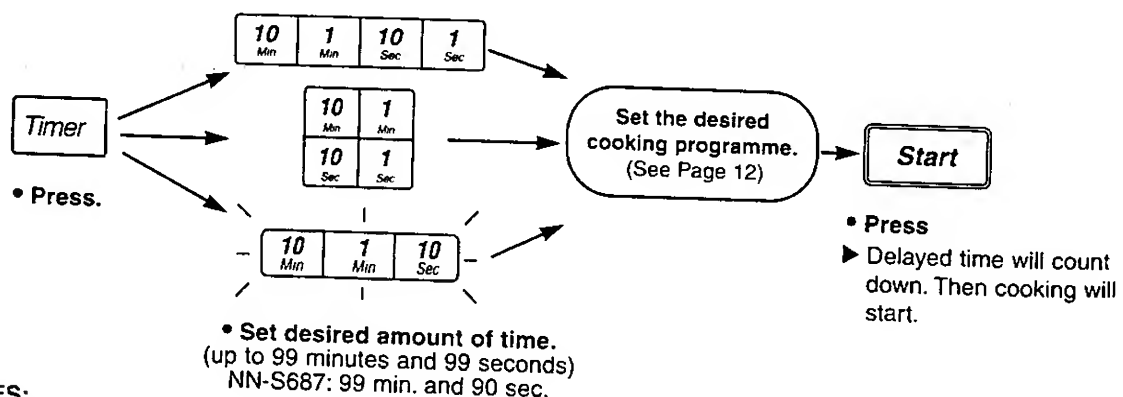 10 1 10 1
Min Min Sec Sec
Timer
• Press.
10 1
Min Min
10 1
Sec Sec
10 1 10
Min Min Sec
• Set desired amount of time.
(up to 99 minutes and 99 seconds)
NN-S687: 99 min. and 90 sec.
Set the desired
cooking programme.
(See Page 12)
Start
• Press
▶ Delayed time will count
down. Then cooking will
start.